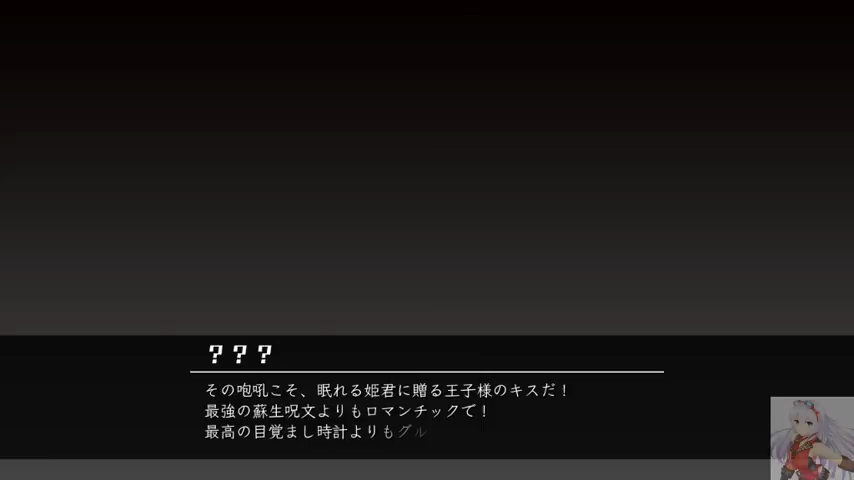 ???
その咆吼こそ、眠れる姫君に贈る王子様のキスだ!
最強の蘇生呪文よりもロマンチックで!
最高の目覚まし時計よりもグル